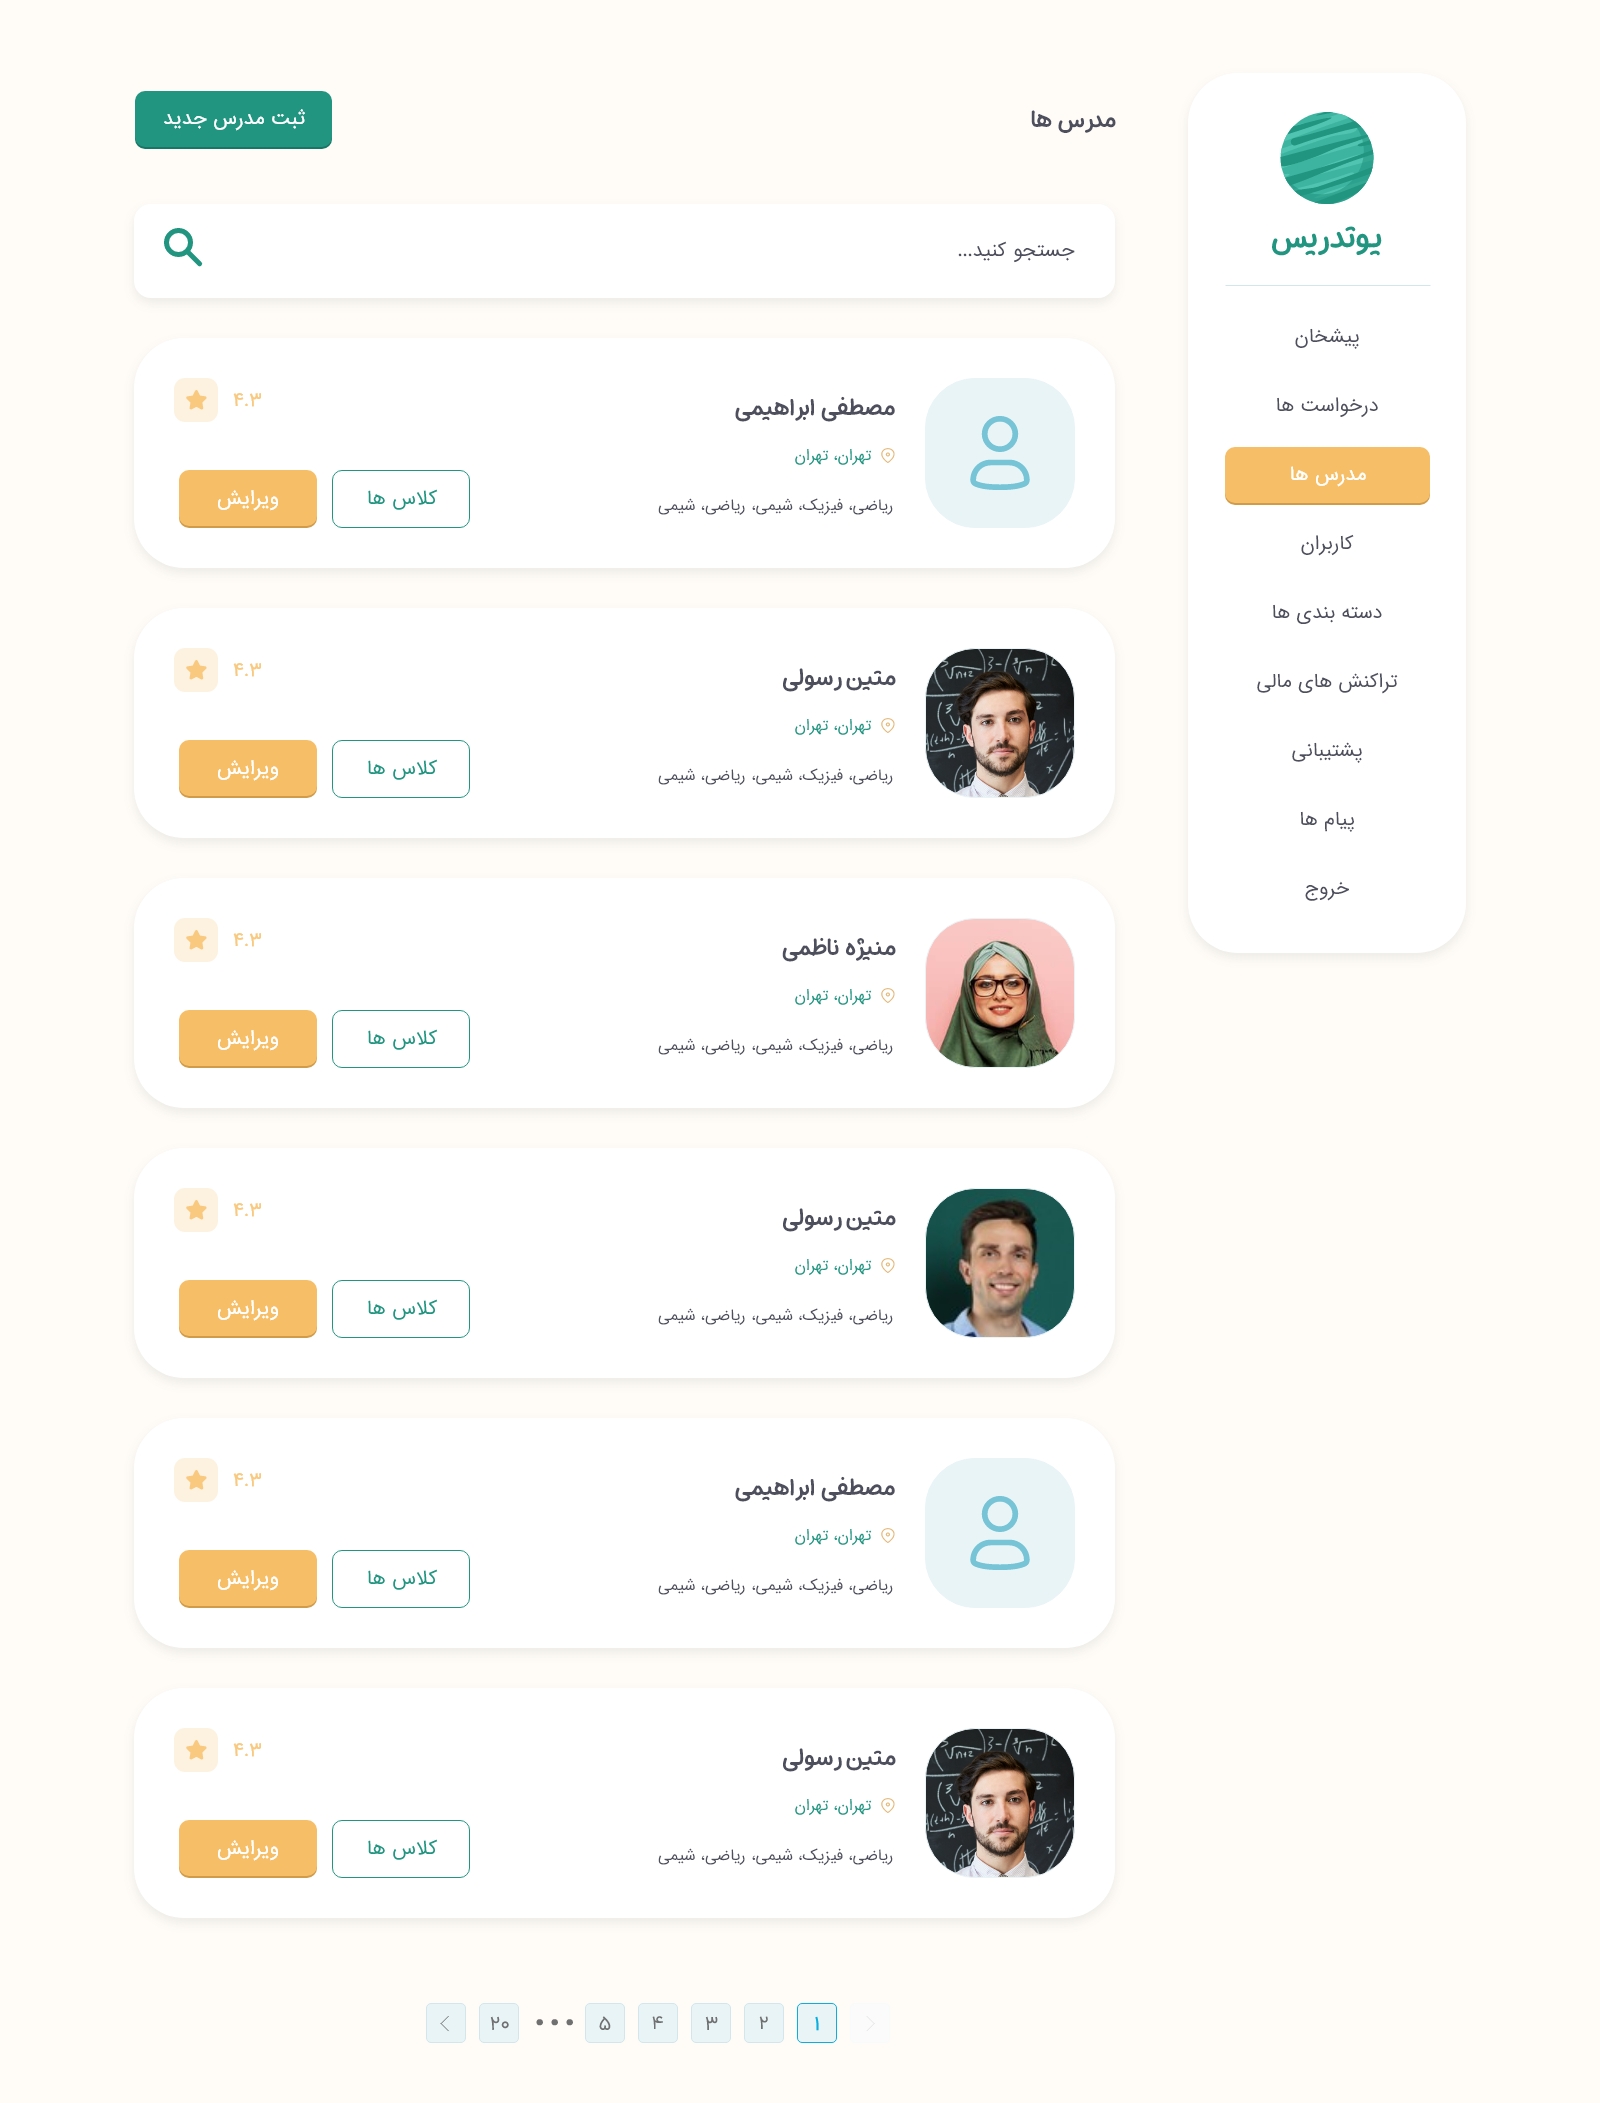 یوتدریس
پیشخان
درخواست ها
مدرس ها
کاربران
دسته بندی ها
تراکنش های مالی
پشتیبانی
پیام ها
خروج
مدرس ها
ثبت مدرس جدید
جستجو کنید...
مصطفی ابراهیمی
۴.۳
تهران، تهران
ریاضی، فیزیک، شیمی، ریاضی، شیمی
کلاس ها
ویرایش
متین رسولی
۴.۳
تهران، تهران
ریاضی، فیزیک، شیمی، ریاضی، شیمی
کلاس ها
ویرایش
منیژه ناظمی
۴.۳
تهران، تهران
ریاضی، فیزیک، شیمی، ریاضی، شیمی
کلاس ها
ویرایش
متین رسولی
۴.۳
تهران، تهران
ریاضی، فیزیک، شیمی، ریاضی، شیمی
کلاس ها
ویرایش
مصطفی ابراهیمی
۴.۳
تهران، تهران
ریاضی، فیزیک، شیمی، ریاضی، شیمی
کلاس ها
ویرایش
متین رسولی
۴.۳
تهران، تهران
ریاضی، فیزیک، شیمی، ریاضی، شیمی
کلاس ها
ویرایش
۱ ۲ ۳ ۴ ۵ ... ۲۰